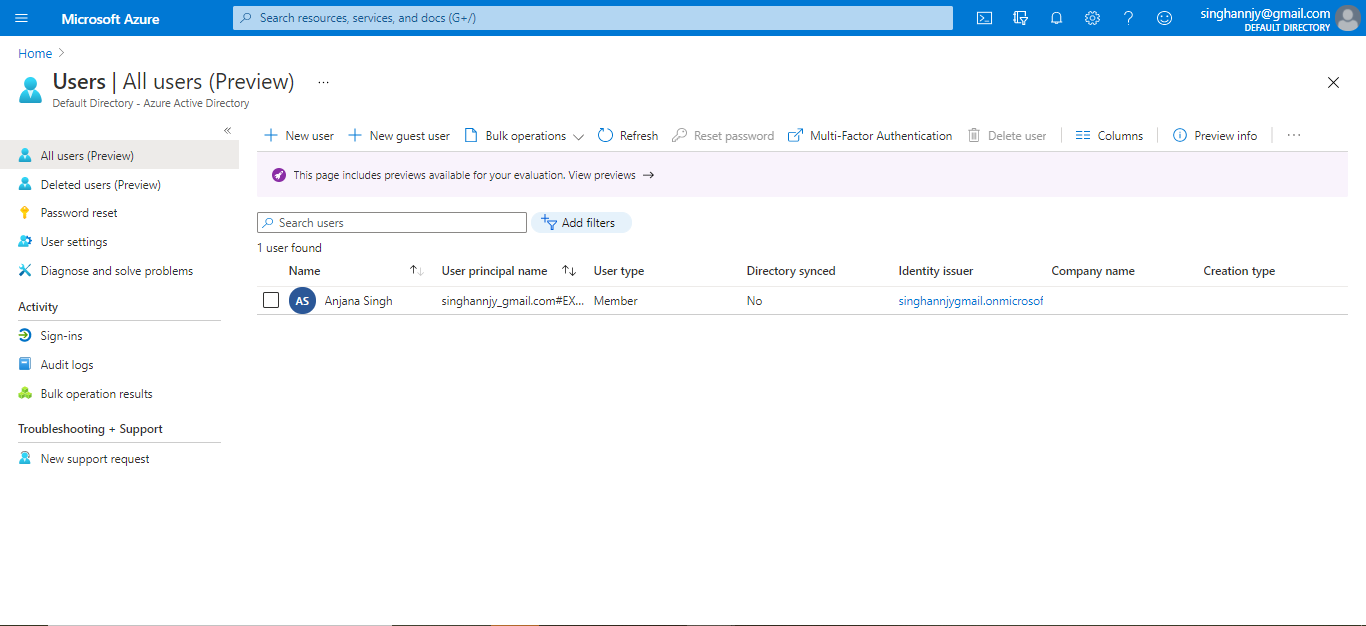 Microsoft Azure
Search resources, services, and docs (G+/)
singhannjy@gmail.com
DEFAULT DIRECTORY
Home
Users | All users (Preview) ...
Default Directory - Azure Active Directory
«
All users (Preview)
Deleted users (Preview)
Password reset
User settings
Diagnose and solve problems
Activity
Sign-ins
Audit logs
Bulk operation results
Troubleshooting + Support
New support request
New user New guest user Bulk operations Refresh Reset password Multi-Factor Authentication Delete user Columns Preview info ...
This page includes previews available for your evaluation. View previews →
Search users Add filters
1 user found
Name User principal name User type Directory synced Identity issuer Company name Creation type
AS Anjana Singh singhannjy_gmail.com#EX... Member No singhannjygmail.onmicrosof